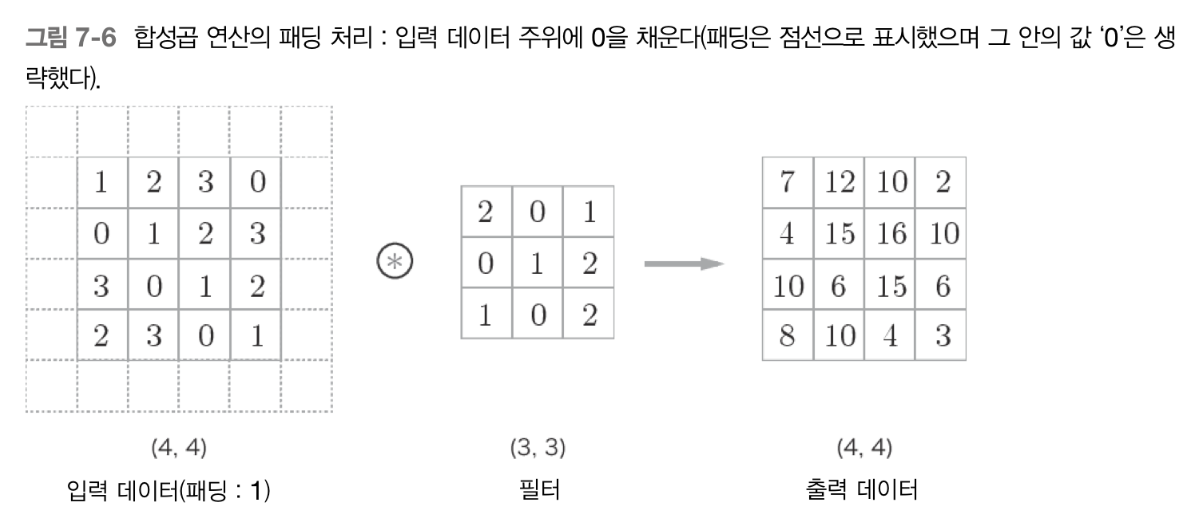 그림 7-6 합성곱 연산의 패딩 처리 : 입력 데이터 주위에 0을 채운다(패딩은 점선으로 표시했으며 그 안의 값 ‘0’은 생
략했다).
1 2 3 0
0 1 2 3
3 0 1 2
2 3 0 1
*
2 0 1
0 1 2
1 0 2
7 12 10 2
4 15 16 10
10 6 15 6
8 10 4 3
(4, 4)
입력 데이터(패딩 : 1)
(3, 3)
필터
(4, 4)
출력 데이터